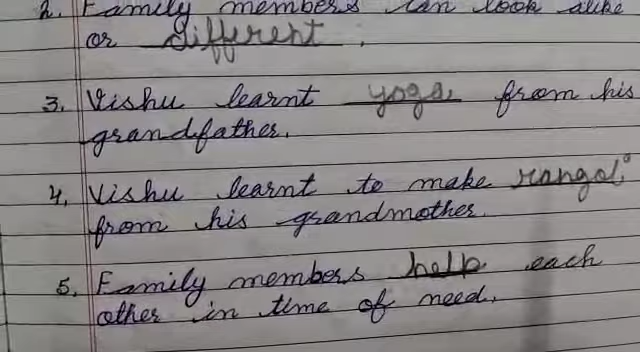 2. Family members can look alike
or different.
3. Vishu learnt yoga from his
grandfather.
4. Vishu learnt to make rangoli
from his grandmother.
5. Family members help each
other in time of need.